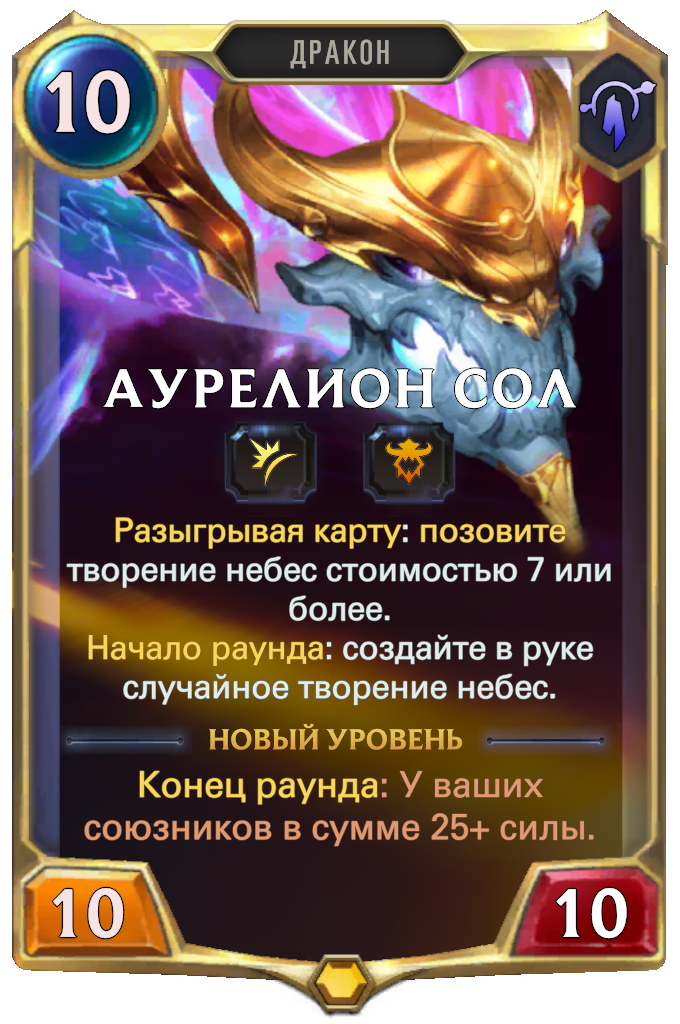 ДРАКОН
10
АУРЕЛИОН СОЛ
Разыгрывая карту: позовите
творение небес стоимостью 7 или
более.
Начало раунда: создайте в руке
случайное творение небес.
НОВЫЙ УРОВЕНЬ
Конец раунда: У ваших
союзников в сумме 25+ силы.
10
10